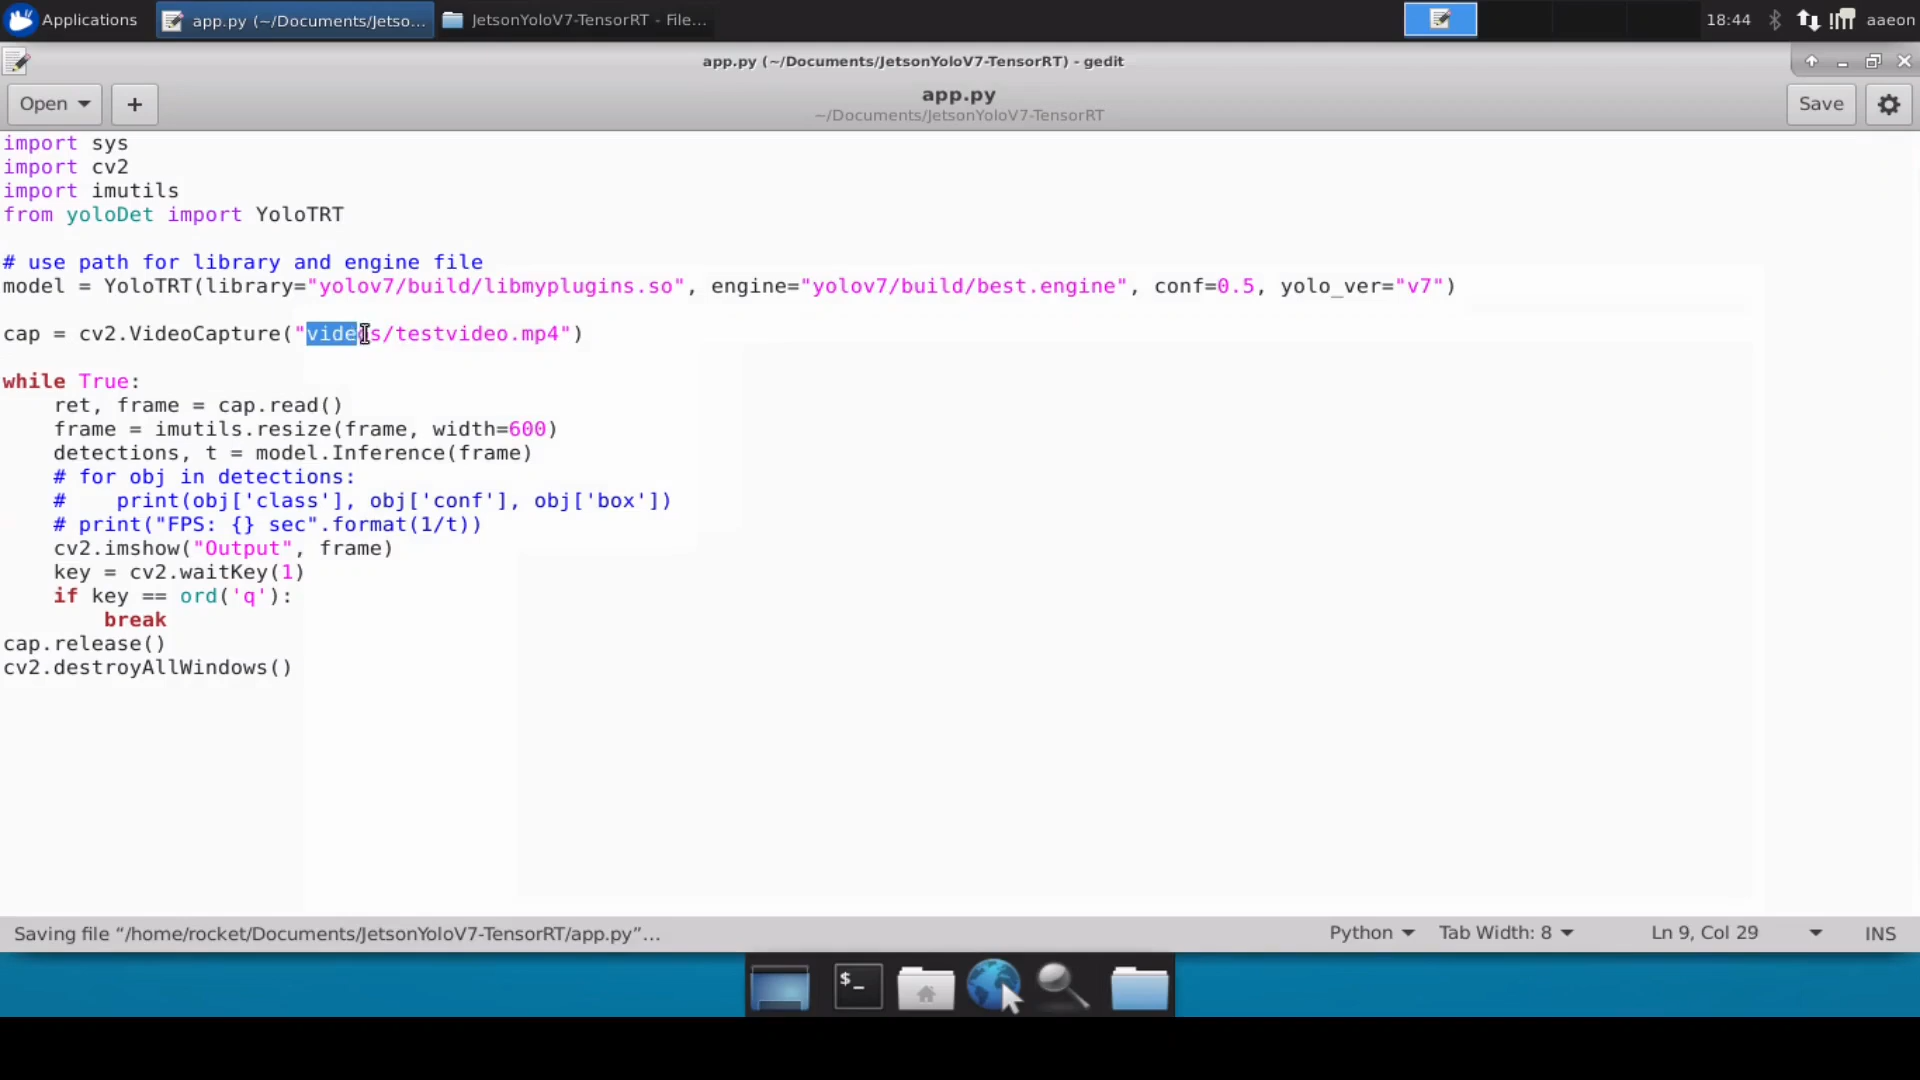 Applications app.py (~/Documents/Jetso... JetsonYoloV7-TensorRT - File... 18:44 aaeon
app.py (~/Documents/JetsonYoloV7-TensorRT) - gedit
Open + app.py Save
~/Documents/JetsonYoloV7-TensorRT
import sys
import cv2
import imutils
from yoloDet import YoloTRT
# use path for library and engine file
model = YoloTRT(library="yolov7/build/libmyplugins.so", engine="yolov7/build/best.engine", conf=0.5, yolo_ver="v7")
cap = cv2.VideoCapture("videos/testvideo.mp4")
while True:
    ret, frame = cap.read()
    frame = imutils.resize(frame, width=600)
    detections, t = model.Inference(frame)
    # for obj in detections:
    #    print(obj['class'], obj['conf'], obj['box'])
    # print("FPS: {} sec".format(1/t))
    cv2.imshow("Output", frame)
    key = cv2.waitKey(1)
    if key == ord('q'):
        break
cap.release()
cv2.destroyAllWindows()
Saving file “/home/rocket/Documents/JetsonYoloV7-TensorRT/app.py”... Python Tab Width: 8 Ln 9, Col 29 INS
$_